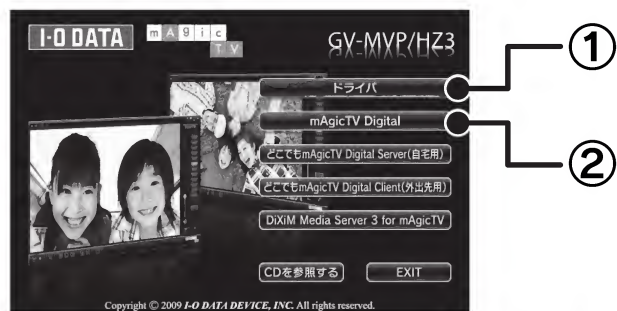 I-O DATA
mAgic
TV
GV-MVP/HZ3
ドライバ
①
mAgicTV Digital
②
どこでもmAgicTV Digital Server(自宅用)
どこでもmAgicTV Digital Client(外出先用)
DiXiM Media Server 3 for mAgicTV
CDを参照する
EXIT
Copyright © 2009 I-O DATA DEVICE, INC. All rights reserved.